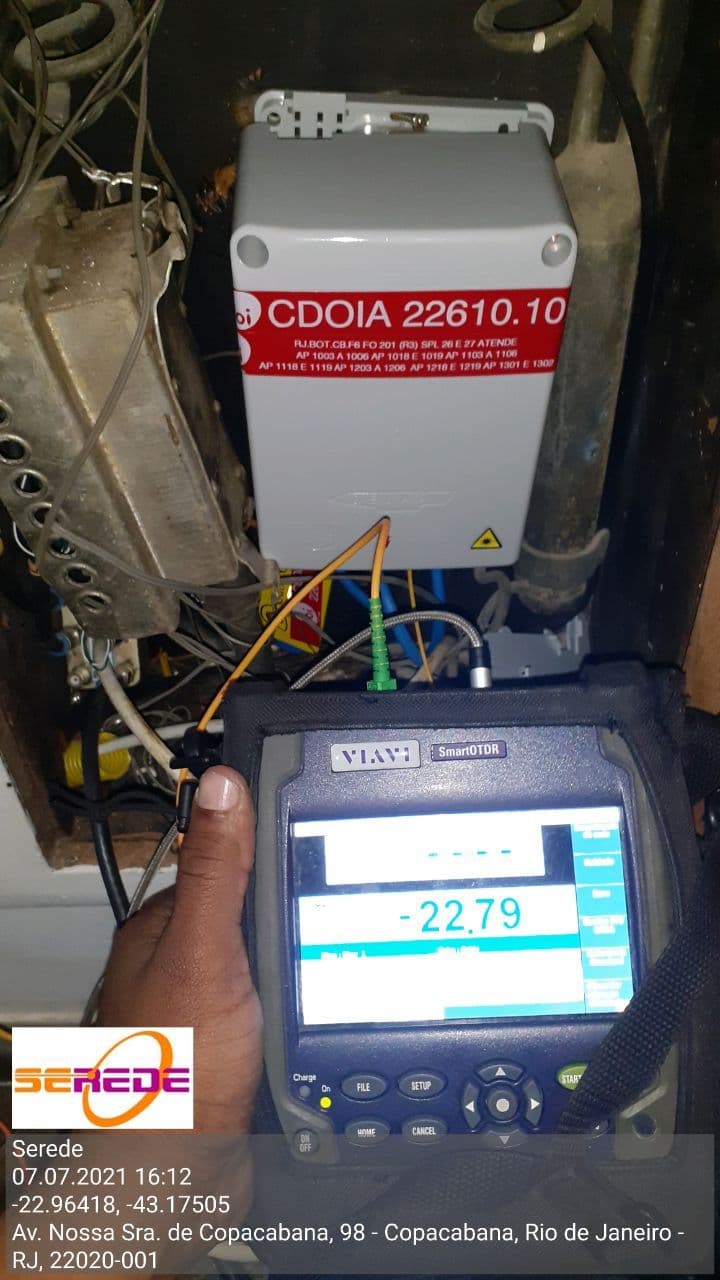 oi CDOIA 22610.10
RJ.BOT.CB.F6 FO 201 (R3) SPL 26 E 27 ATENDE
AP 1003 A 1006 AP 1018 E 1019 AP 1103 A 1106
AP 1118 E 1119 AP 1203 A 1206 AP 1218 E 1219 AP 1301 E 1302
VIAVI SmartOTDR
- - - -
-22.79
Charge
On
FILE
SETUP
START
ON
OFF
HOME
CANCEL
SEREDE
Serede
07.07.2021 16:12
-22.96418, -43.17505
Av. Nossa Sra. de Copacabana, 98 - Copacabana, Rio de Janeiro -
RJ, 22020-001